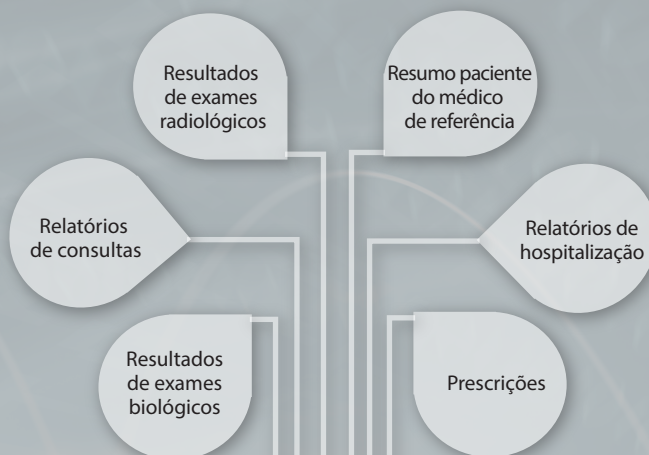 Resultados
de exames
radiológicos
Resumo paciente
do médico
de referência
Relatórios
de consultas
Relatórios de
hospitalização
Resultados
de exames
biológicos
Prescrições